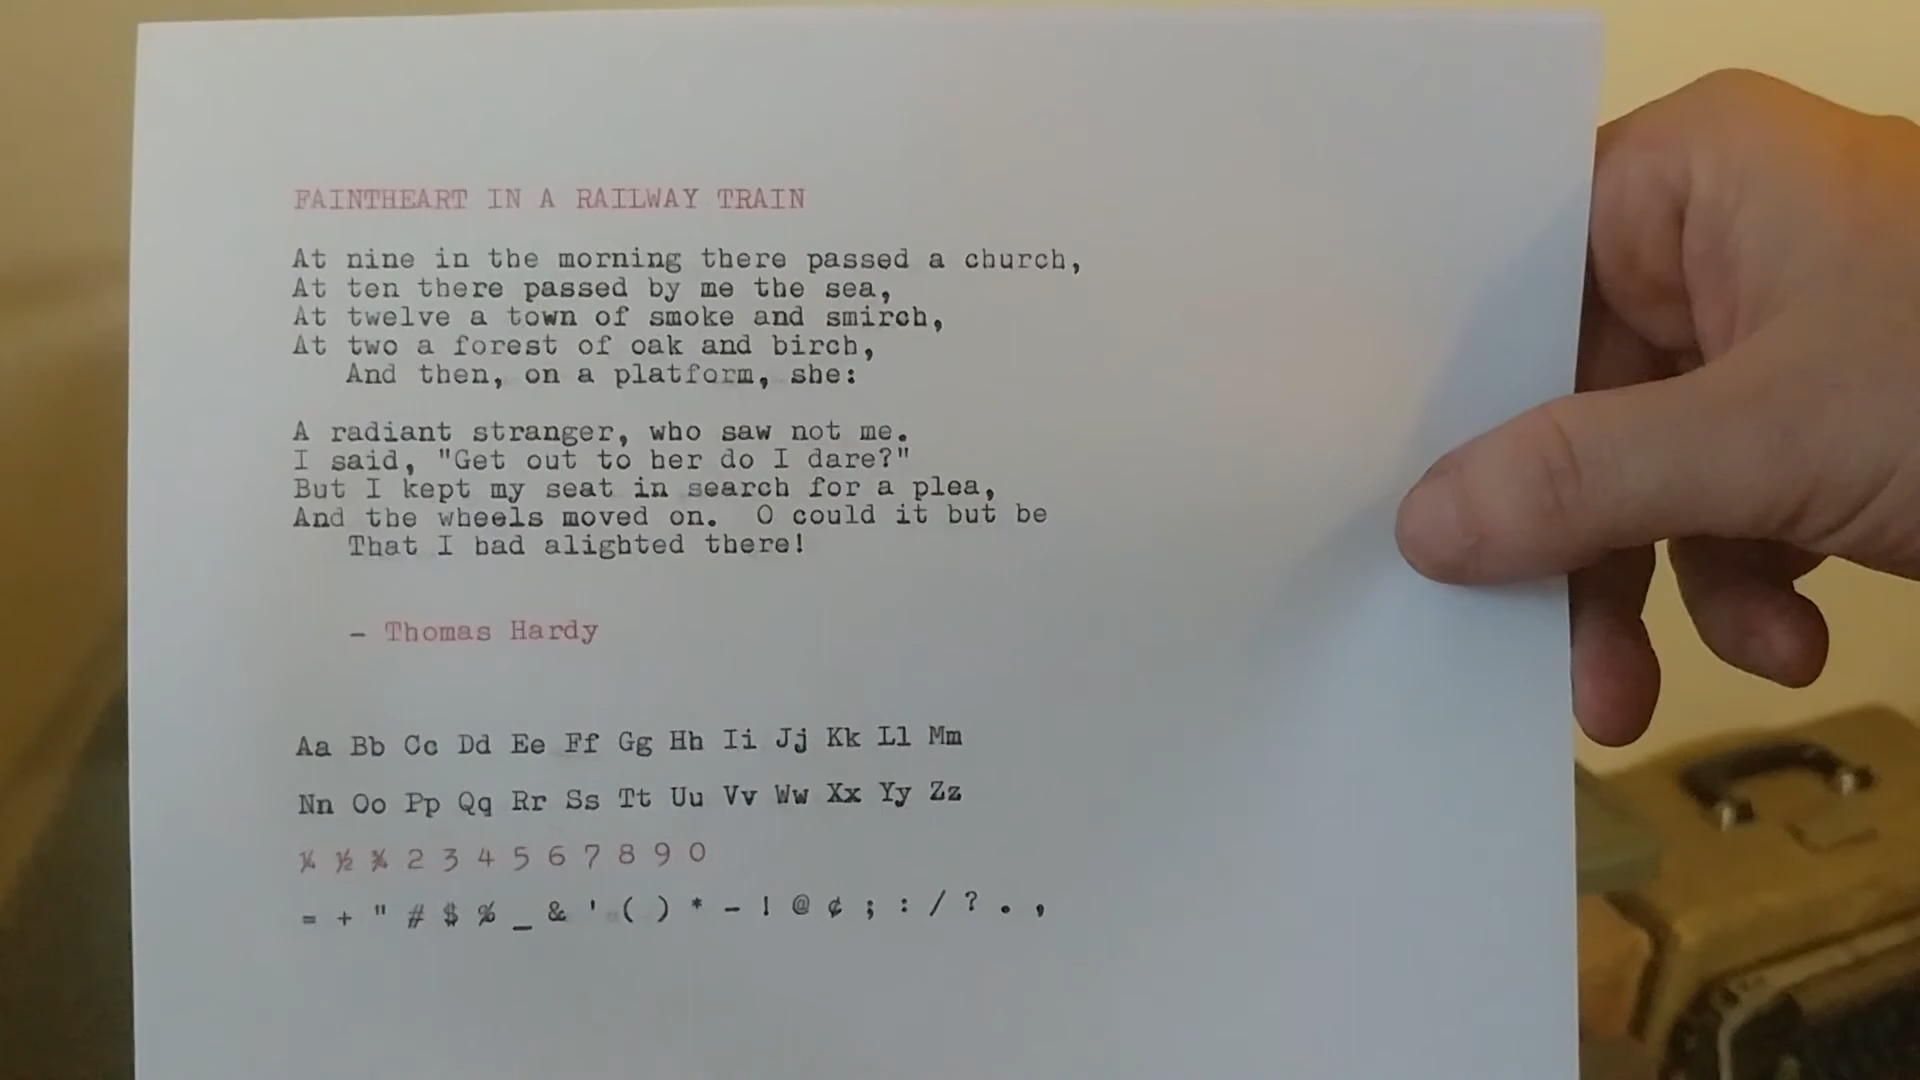 FAINTHEART IN A RAILWAY TRAIN
At nine in the morning there passed a church,
At ten there passed by me the sea,
At twelve a town of smoke and smirch,
At two a forest of oak and birch,
And then, on a platform, she:
A radiant stranger, who saw not me.
I said, "Get out to her do I dare?"
But I kept my seat in search for a plea,
And the wheels moved on.  O could it but be
That I had alighted there!
- Thomas Hardy
Aa Bb Cc Dd Ee Ff Gg Hh Ii Jj Kk Ll Mm
Nn Oo Pp Qq Rr Ss Tt Uu Vv Ww Xx Yy Zz
¼ ½ ¾ 2 3 4 5 6 7 8 9 0
= + " # $ % _ & ' ( ) * - ! @ ¢ ; : / ? . ,